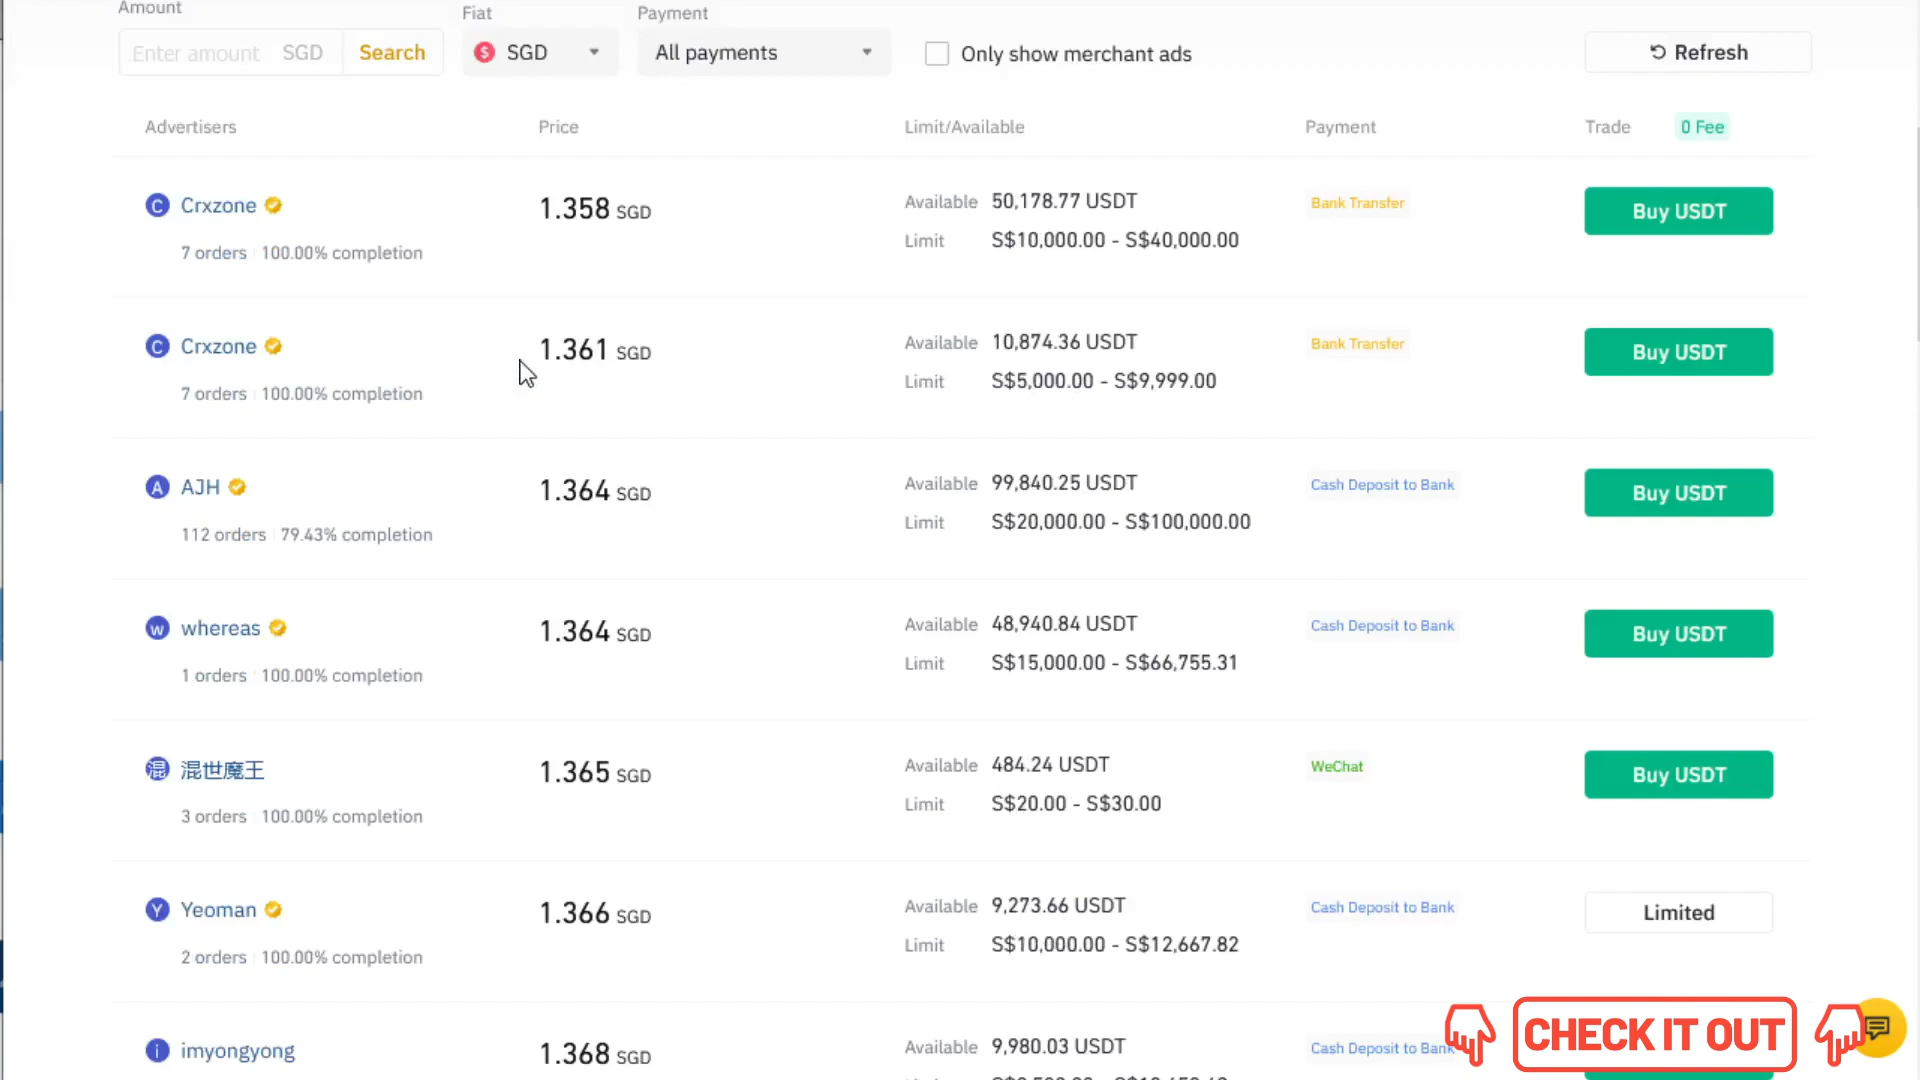 Amount
Fiat
Payment
Enter amount SGD Search
$ SGD
All payments
Only show merchant ads
Refresh
Advertisers Price Limit/Available Payment Trade 0 Fee
C Crxzone 1.358 SGD Available 50,178.77 USDT Bank Transfer Buy USDT
7 orders 100.00% completion Limit S$10,000.00 - S$40,000.00
C Crxzone 1.361 SGD Available 10,874.36 USDT Bank Transfer Buy USDT
7 orders 100.00% completion Limit S$5,000.00 - S$9,999.00
A AJH 1.364 SGD Available 99,840.25 USDT Cash Deposit to Bank Buy USDT
112 orders 79.43% completion Limit S$20,000.00 - S$100,000.00
w whereas 1.364 SGD Available 48,940.84 USDT Cash Deposit to Bank Buy USDT
1 orders 100.00% completion Limit S$15,000.00 - S$66,755.31
混 混世魔王 1.365 SGD Available 484.24 USDT WeChat Buy USDT
3 orders 100.00% completion Limit S$20.00 - S$30.00
Y Yeoman 1.366 SGD Available 9,273.66 USDT Cash Deposit to Bank Limited
2 orders 100.00% completion Limit S$10,000.00 - S$12,667.82
i imyongyong 1.368 SGD Available 9,980.03 USDT Cash Deposit to Bank
CHECK IT OUT